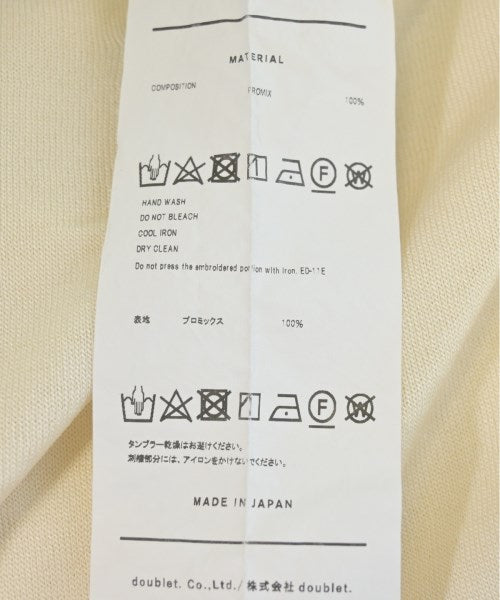 MATERIAL
COMPOSITION PROMIX 100%
F W
HAND WASH
DO NOT BLEACH
COOL IRON
DRY CLEAN
Do not press the embroidered portion with iron. ED-11E
表地 プロミックス 100%
F W
タンブラー乾燥はお避けください。
刺繍部分には、アイロンをかけないでください。
MADE IN JAPAN
doublet. Co.,Ltd./ 株式会社 doublet.